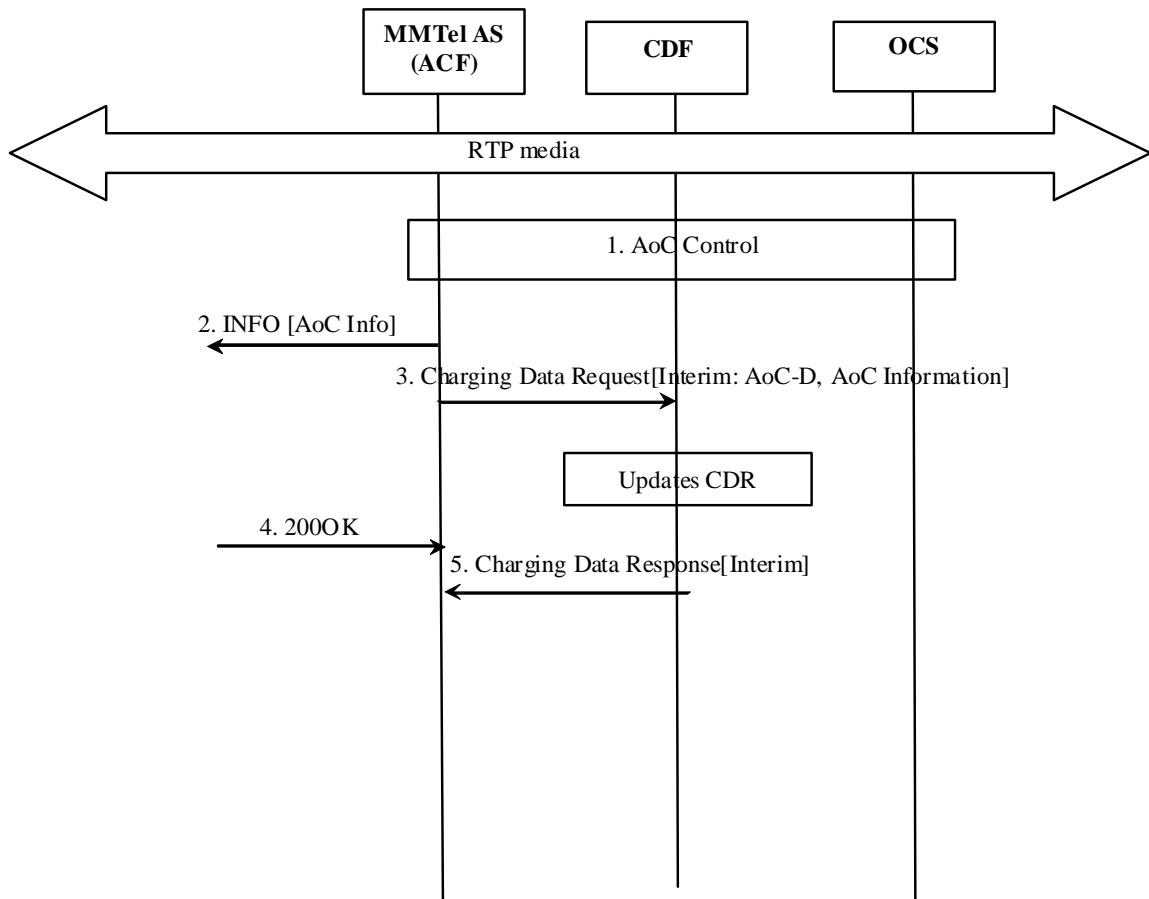 MMTel AS
(ACF)
CDF
OCS
RTP media
1. AoC Control
2. INFO [AoC Info]
3. Charging Data Request[Interim: AoC-D, AoC Information]
Updates CDR
4. 200OK
5. Charging Data Response[Interim]